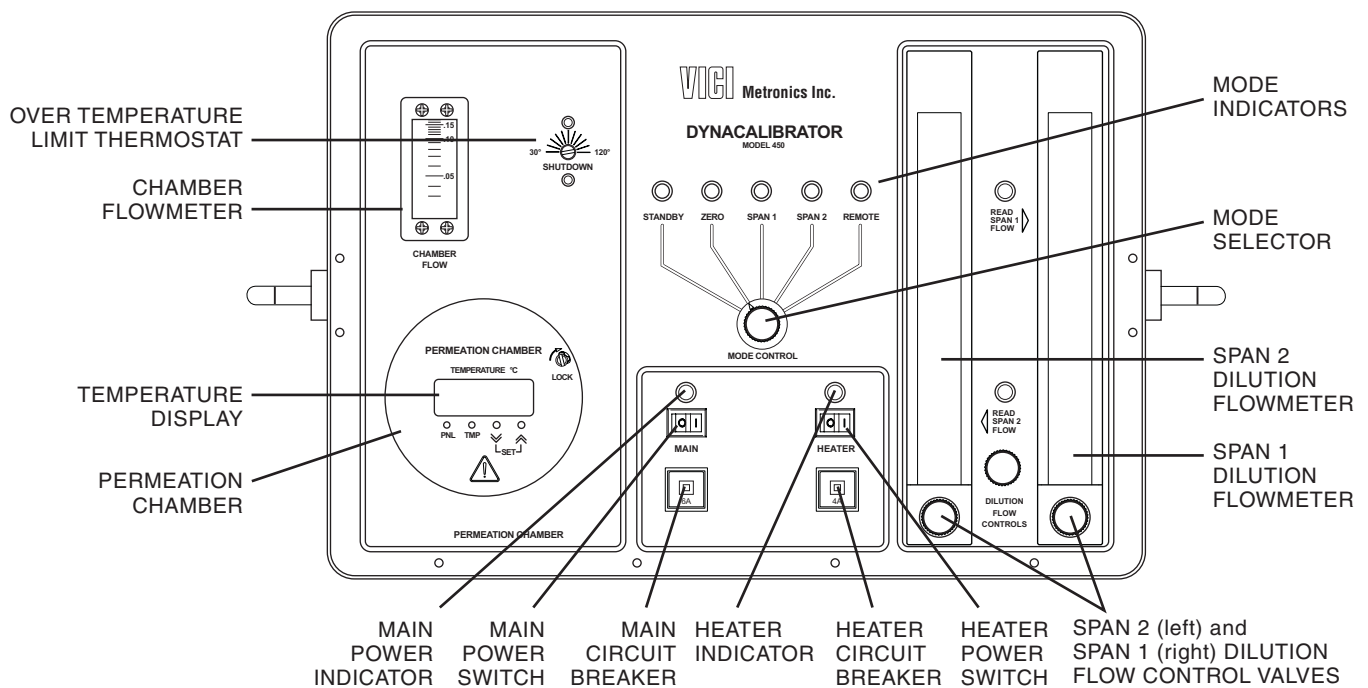 OVER TEMPERATURE
LIMIT THERMOSTAT
CHAMBER
FLOWMETER
TEMPERATURE
DISPLAY
PERMEATION
CHAMBER
.15
.10
.05
CHAMBER
FLOW
30°
120°
SHUTDOWN
PERMEATION CHAMBER
LOCK
TEMPERATURE °C
PNL
TMP
SET
PERMEATION CHAMBER
VICI Metronics Inc.
DYNACALIBRATOR
MODEL 450
STANDBY
ZERO
SPAN 1
SPAN 2
REMOTE
MODE CONTROL
O I
MAIN
6A
O I
HEATER
4A
READ
SPAN 1
FLOW
READ
SPAN 2
FLOW
DILUTION
FLOW
CONTROLS
MODE
INDICATORS
MODE
SELECTOR
SPAN 2
DILUTION
FLOWMETER
SPAN 1
DILUTION
FLOWMETER
MAIN
POWER
INDICATOR
MAIN
POWER
SWITCH
MAIN
CIRCUIT
BREAKER
HEATER
INDICATOR
HEATER
CIRCUIT
BREAKER
HEATER
POWER
SWITCH
SPAN 2 (left) and
SPAN 1 (right) DILUTION
FLOW CONTROL VALVES